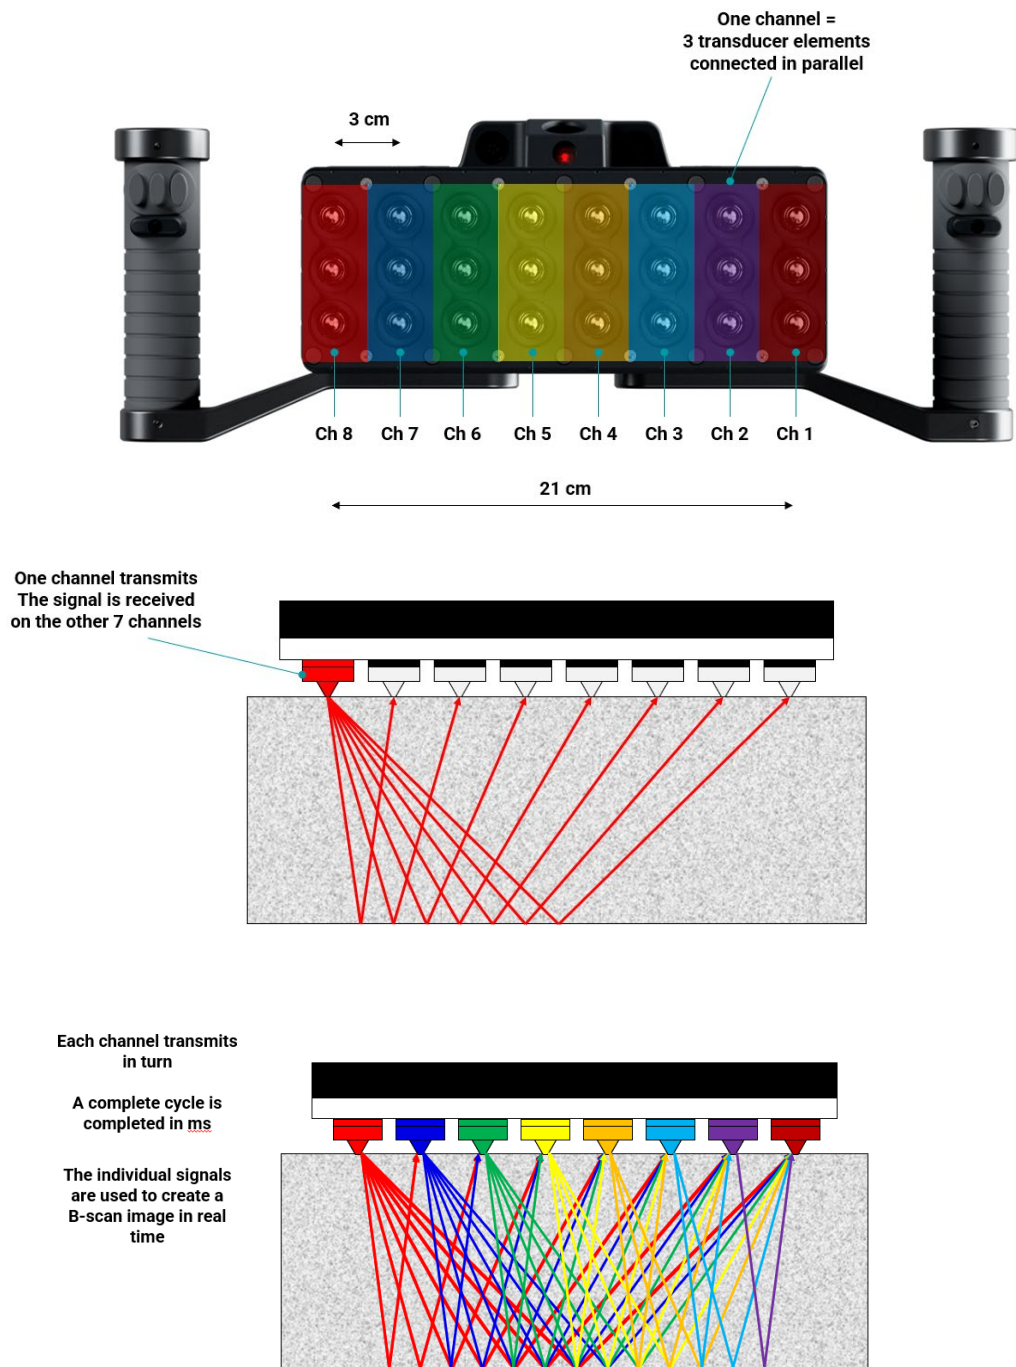 One channel =
3 transducer elements
connected in parallel
3 cm
Ch 8
Ch 7
Ch 6
Ch 5
Ch 4
Ch 3
Ch 2
Ch 1
21 cm
One channel transmits
The signal is received
on the other 7 channels
Each channel transmits
in turn
A complete cycle is
completed in ms
The individual signals
are used to create a
B-scan image in real
time